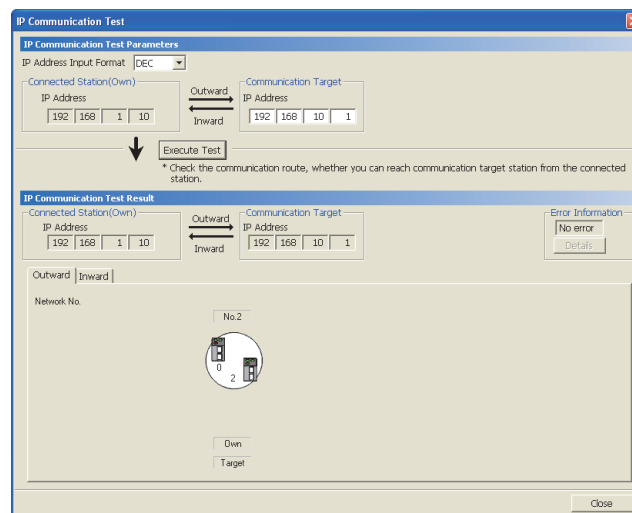 IP Communication Test
IP Communication Test Parameters
IP Address Input Format DEC
Connected Station(Own)
IP Address
192 168 1 10
Outward
Inward
Communication Target
IP Address
192 168 10 1
Execute Test
* Check the communication route, whether you can reach communication target station from the connected
station.
IP Communication Test Result
Connected Station(Own)
IP Address
192 168 1 10
Outward
Inward
Communication Target
IP Address
192 168 10 1
Error Information
No error
Details
Outward Inward
Network No.
No.2
0
2
Own
Target
Close